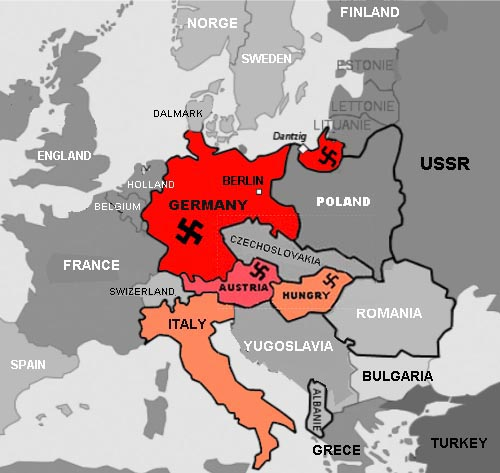 NORGE
FINLAND
SWEDEN
ESTONIE
LETTONIE
LITUANIE
DALMARK
Dantzig
ENGLAND
HOLLAND
BERLIN
USSR
BELGIUM
GERMANY
POLAND
CZECHOSLOVAKIA
FRANCE
SWIZERLAND
AUSTRIA
HUNGRY
ITALY
ROMANIA
YUGOSLAVIA
SPAIN
BULGARIA
ALBANIE
GRECE
TURKEY